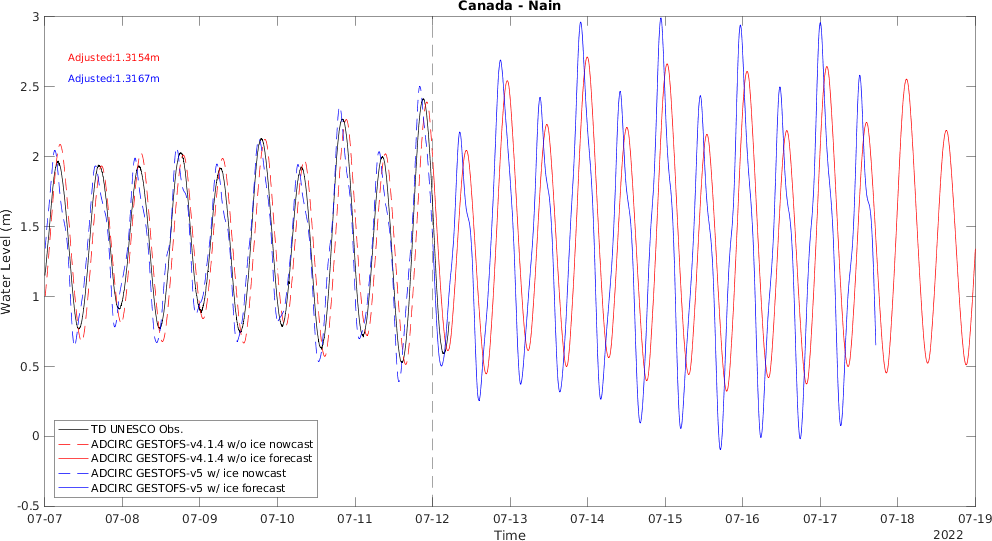 Canada - Nain
Adjusted:1.3154m
Adjusted:1.3167m
Water Level (m)
3
2.5
2
1.5
1
0.5
0
-0.5
TD UNESCO Obs.
ADCIRC GESTOFS-v4.1.4 w/o ice nowcast
ADCIRC GESTOFS-v4.1.4 w/o ice forecast
ADCIRC GESTOFS-v5 w/ ice nowcast
ADCIRC GESTOFS-v5 w/ ice forecast
07-07 07-08 07-09 07-10 07-11 07-12 07-13 07-14 07-15 07-16 07-17 07-18 07-19
Time
2022